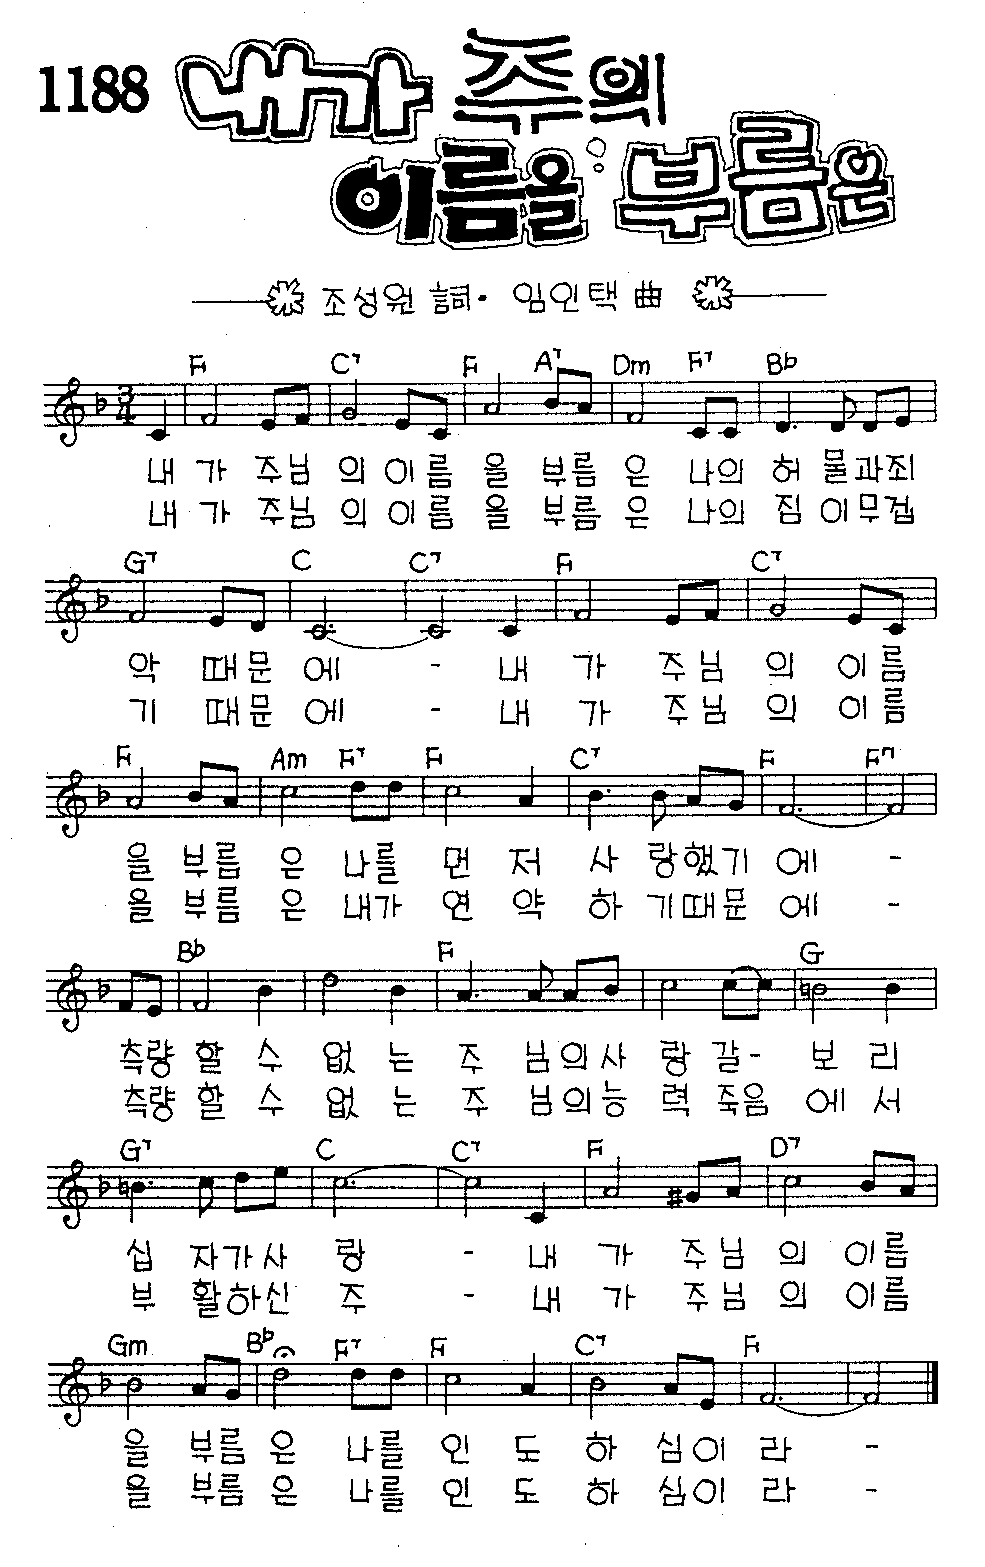 1188 내가 주의
이름을 부름은
조성원 詞· 임인택 曲
F C7 F A7 Dm F7 B♭
3/4
내 가 주님 의이름 을 부름 은 나의 허 물과죄
내 가 주님 의이름 을 부름 은 나의 짐 이무겁
G7 C C7 F C7
악 때문 에 - 내 가 주님 의 이름
기 때문 에 - 내 가 주님 의 이름
F Am F7 F C7 F F7
을 부름 은 나를 먼 저 사 랑했기 에 -
을 부름 은 내가 연 약 하 기때문 에 -
B♭ F G
측량 할 수 없 는 주 님의사 랑 갈- 보 리
측량 할 수 없 는 주 님의능 력 죽음 에 서
G7 C C7 F D7
십 자가사 랑 - 내 가 주님 의 이름
부 활하신 주 - 내 가 주님 의 이름
Gm B♭ F7 F C7 F
을 부름 은 나를 인 도 하 심이 라 -
을 부름 은 나를 인 도 하 심이 라 -